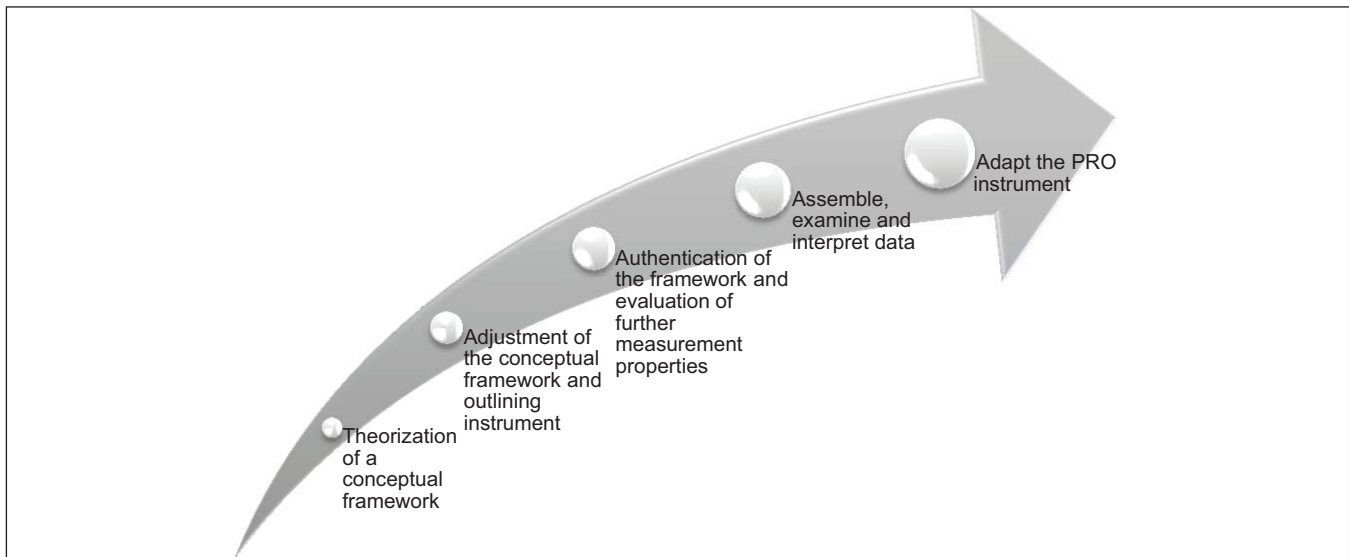 Theorization
of a
conceptual
framework
Adjustment of
the conceptual
framework and
outlining
instrument
Authentication of
the framework and
evaluation of
further
measurement
properties
Assemble,
examine and
interpret data
Adapt the PRO
instrument